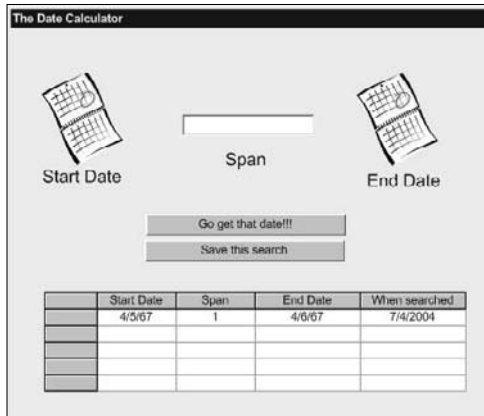 The Date Calculator
Start Date
Span
End Date
Go get that date!!!
Save this search
Start Date Span End Date When searched
4/5/67 1 4/6/67 7/4/2004